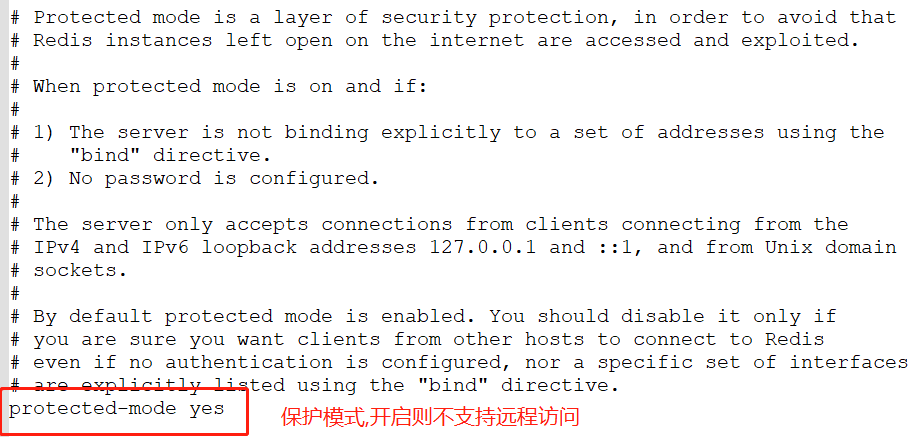 # Protected mode is a layer of security protection, in order to avoid that
# Redis instances left open on the internet are accessed and exploited.
#
# When protected mode is on and if:
#
# 1) The server is not binding explicitly to a set of addresses using the
#    "bind" directive.
# 2) No password is configured.
#
# The server only accepts connections from clients connecting from the
# IPv4 and IPv6 loopback addresses 127.0.0.1 and ::1, and from Unix domain
# sockets.
#
# By default protected mode is enabled. You should disable it only if
# you are sure you want clients from other hosts to connect to Redis
# even if no authentication is configured, nor a specific set of interfaces
# are explicitly listed using the "bind" directive.
protected-mode yes 保护模式,开启则不支持远程访问